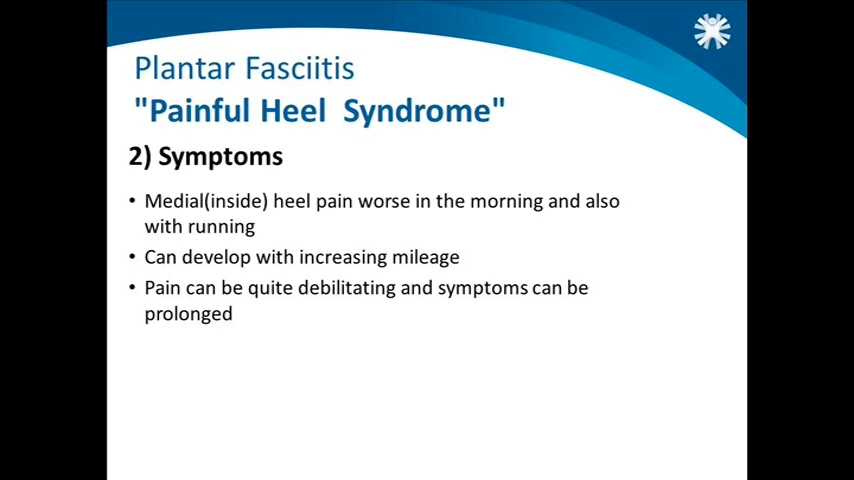 Plantar Fasciitis
"Painful Heel Syndrome"
2) Symptoms
• Medial(inside) heel pain worse in the morning and also
with running
• Can develop with increasing mileage
• Pain can be quite debilitating and symptoms can be
prolonged